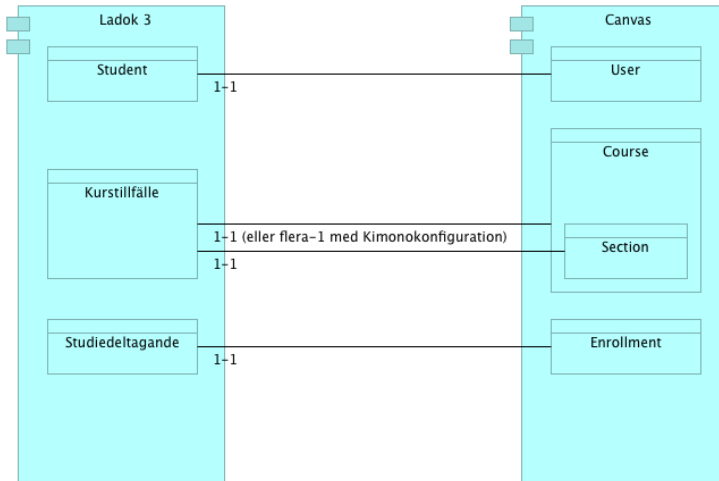 Ladok 3
Canvas
Student
User
1-1
Course
Kurstillfälle
1-1 (eller flera-1 med Kimonokonfiguration)
Section
1-1
Studiedeltagande
Enrollment
1-1